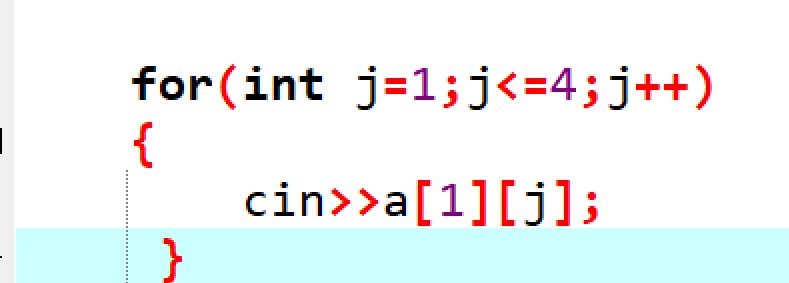 for(int j=1;j<=4;j++)
{
cin>>a[1][j];
}